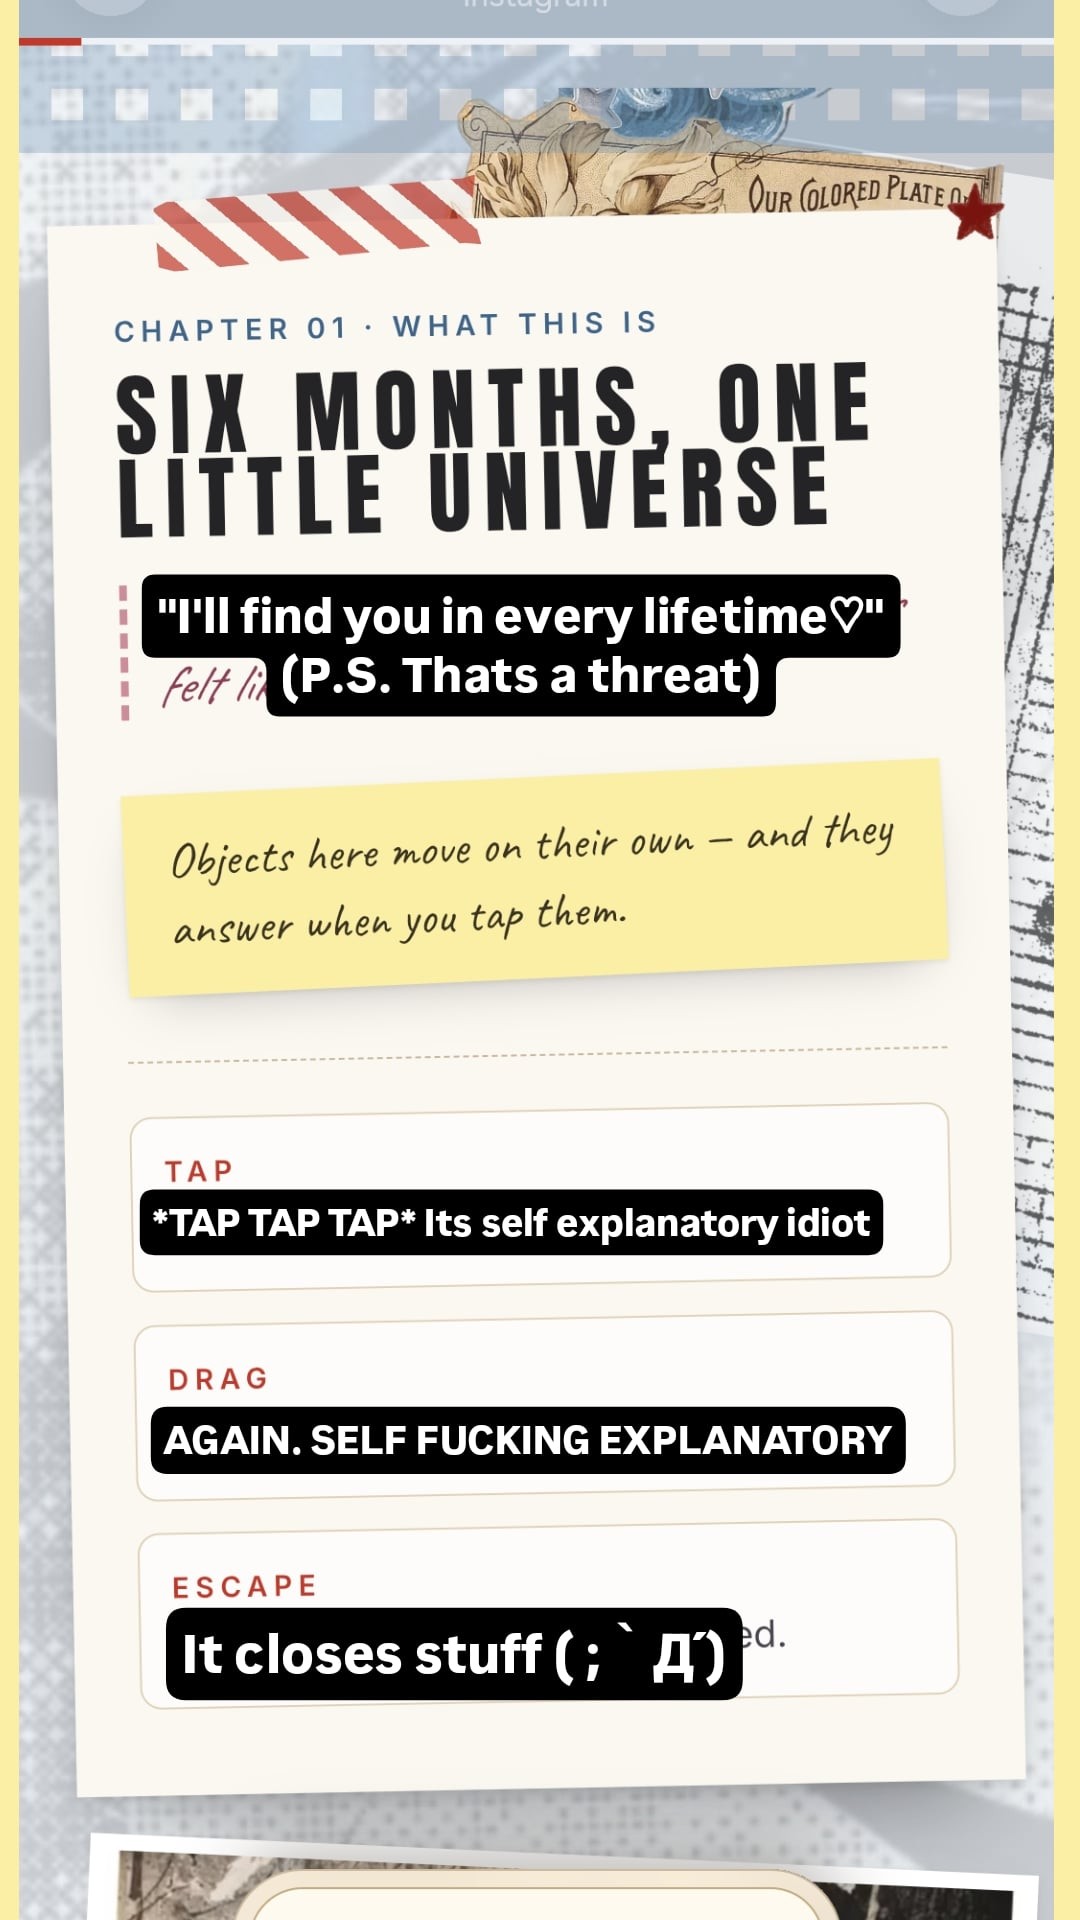 instagram
OUR COLORED PLATE
CHAPTER 01 · WHAT THIS IS
SIX MONTHS, ONE
LITTLE UNIVERSE
"I'll find you in every lifetime♡"
(P.S. Thats a threat)
felt
Objects here move on their own — and they
answer when you tap them.
TAP
*TAP TAP TAP* Its self explanatory idiot
DRAG
AGAIN. SELF FUCKING EXPLANATORY
ESCAPE
It closes stuff (；`Д´)